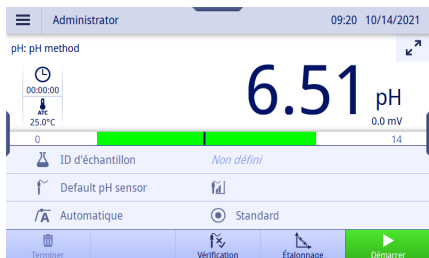 Administrator 09:20 10/14/2021
pH: pH method
00:00:00
ATC
25.0°C
6.51 pH
0.0 mV
0 14
ID d'échantillon Non défini
Default pH sensor
Automatique Standard
Terminer Vérification Étalonnage Démarrer